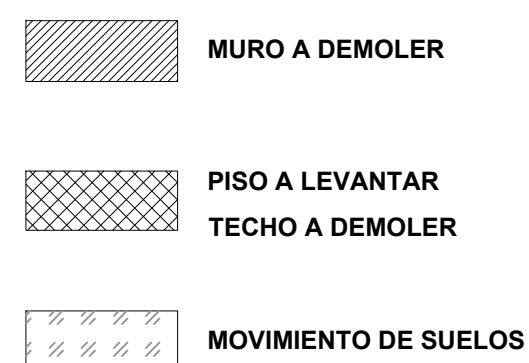 MURO A DEMOLER
PISO A LEVANTAR
TECHO A DEMOLER
MOVIMIENTO DE SUELOS